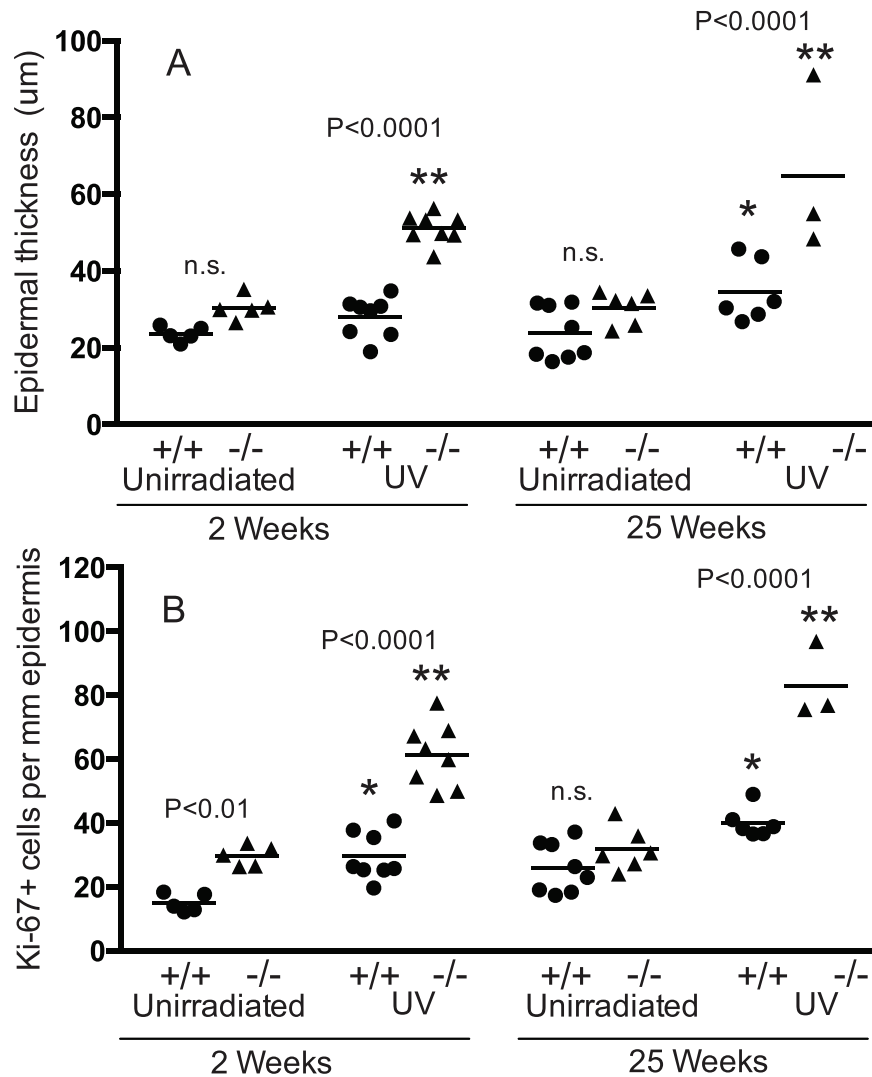 P<0.0001
100
A
**
80
P<0.0001
**
60
*
n.s.
n.s.
40
20
0
Epidermal thickness (um)
+/+ -/- +/+ -/- +/+ -/- +/+ -/-
Unirradiated UV Unirradiated UV
2 Weeks 25 Weeks
120
B
P<0.0001
100
**
P<0.0001
80
**
60
*
*
P<0.01
n.s.
40
20
0
Ki-67+ cells per mm epidermis
+/+ -/- +/+ -/- +/+ -/- +/+ -/-
Unirradiated UV Unirradiated UV
2 Weeks 25 Weeks